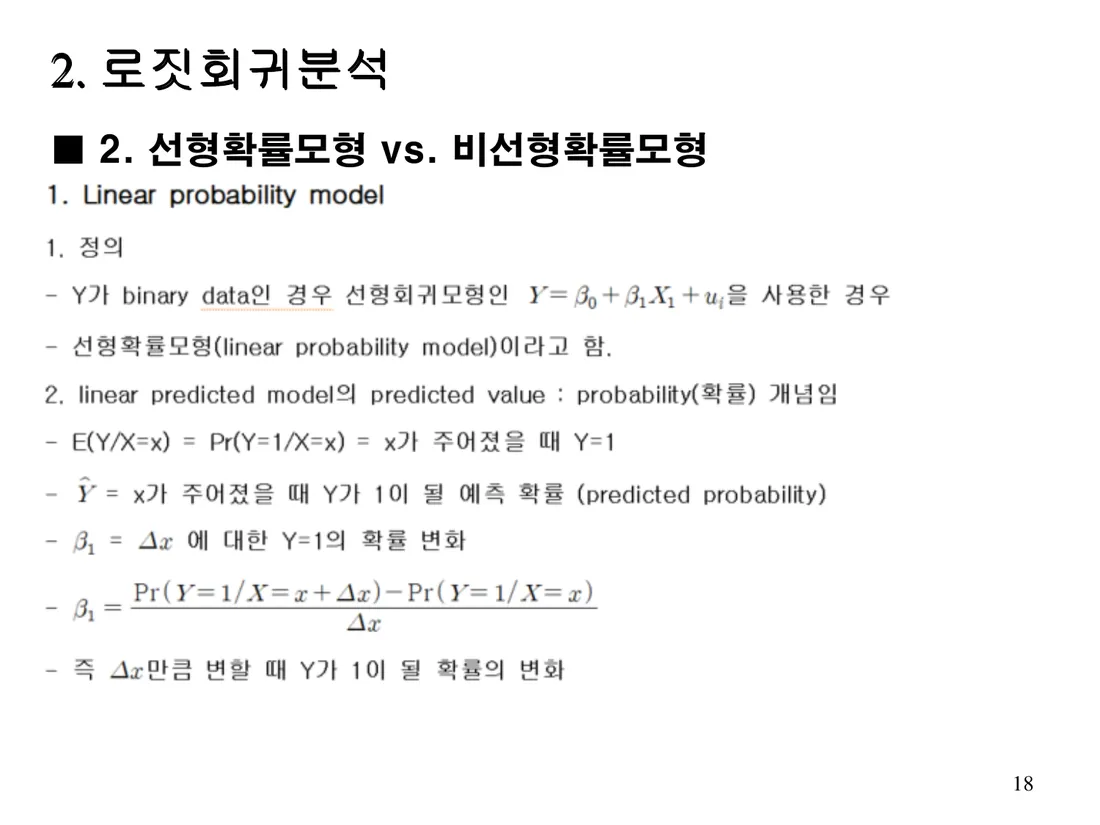 2. 로짓회귀분석
■ 2. 선형확률모형 vs. 비선형확률모형
1. Linear probability model
1. 정의
- Y가 binary data인 경우 선형회귀모형인 Y = β₀ + β₁X₁ + uᵢ을 사용한 경우
- 선형확률모형(linear probability model)이라고 함.
2. linear predicted model의 predicted value : probability(확률) 개념임
- E(Y/X=x) = Pr(Y=1/X=x) = x가 주어졌을 때 Y=1
- Ŷ = x가 주어졌을 때 Y가 1이 될 예측 확률 (predicted probability)
- β₁ = Δx 에 대한 Y=1의 확률 변화
- β₁ = (Pr(Y=1/X=x+Δx)-Pr(Y=1/X=x))/Δx
- 즉 Δx만큼 변할 때 Y가 1이 될 확률의 변화
18